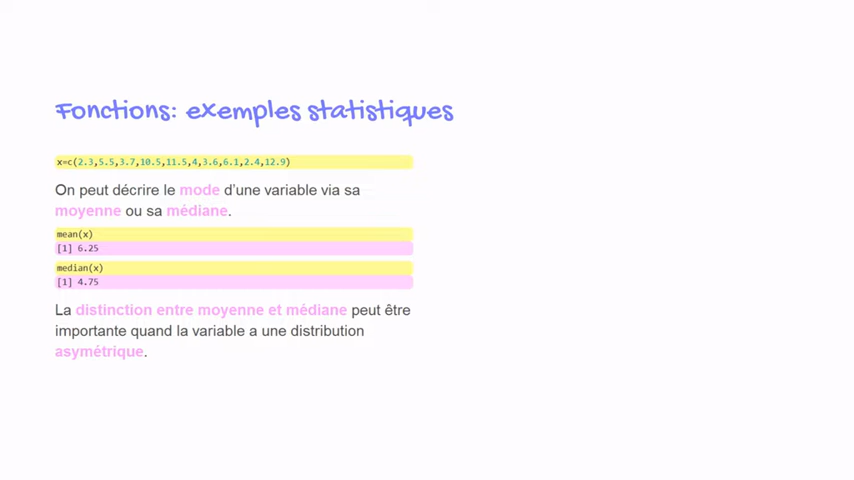 Fonctions: exemples statistiques
x=c(2.3,5.5,3.7,10.5,11.5,4,3.6,6.1,2.4,12.9)
On peut décrire le mode d'une variable via sa
moyenne ou sa médiane.
mean(x)
[1] 6.25
median(x)
[1] 4.75
La distinction entre moyenne et médiane peut être
importante quand la variable a une distribution
asymétrique.